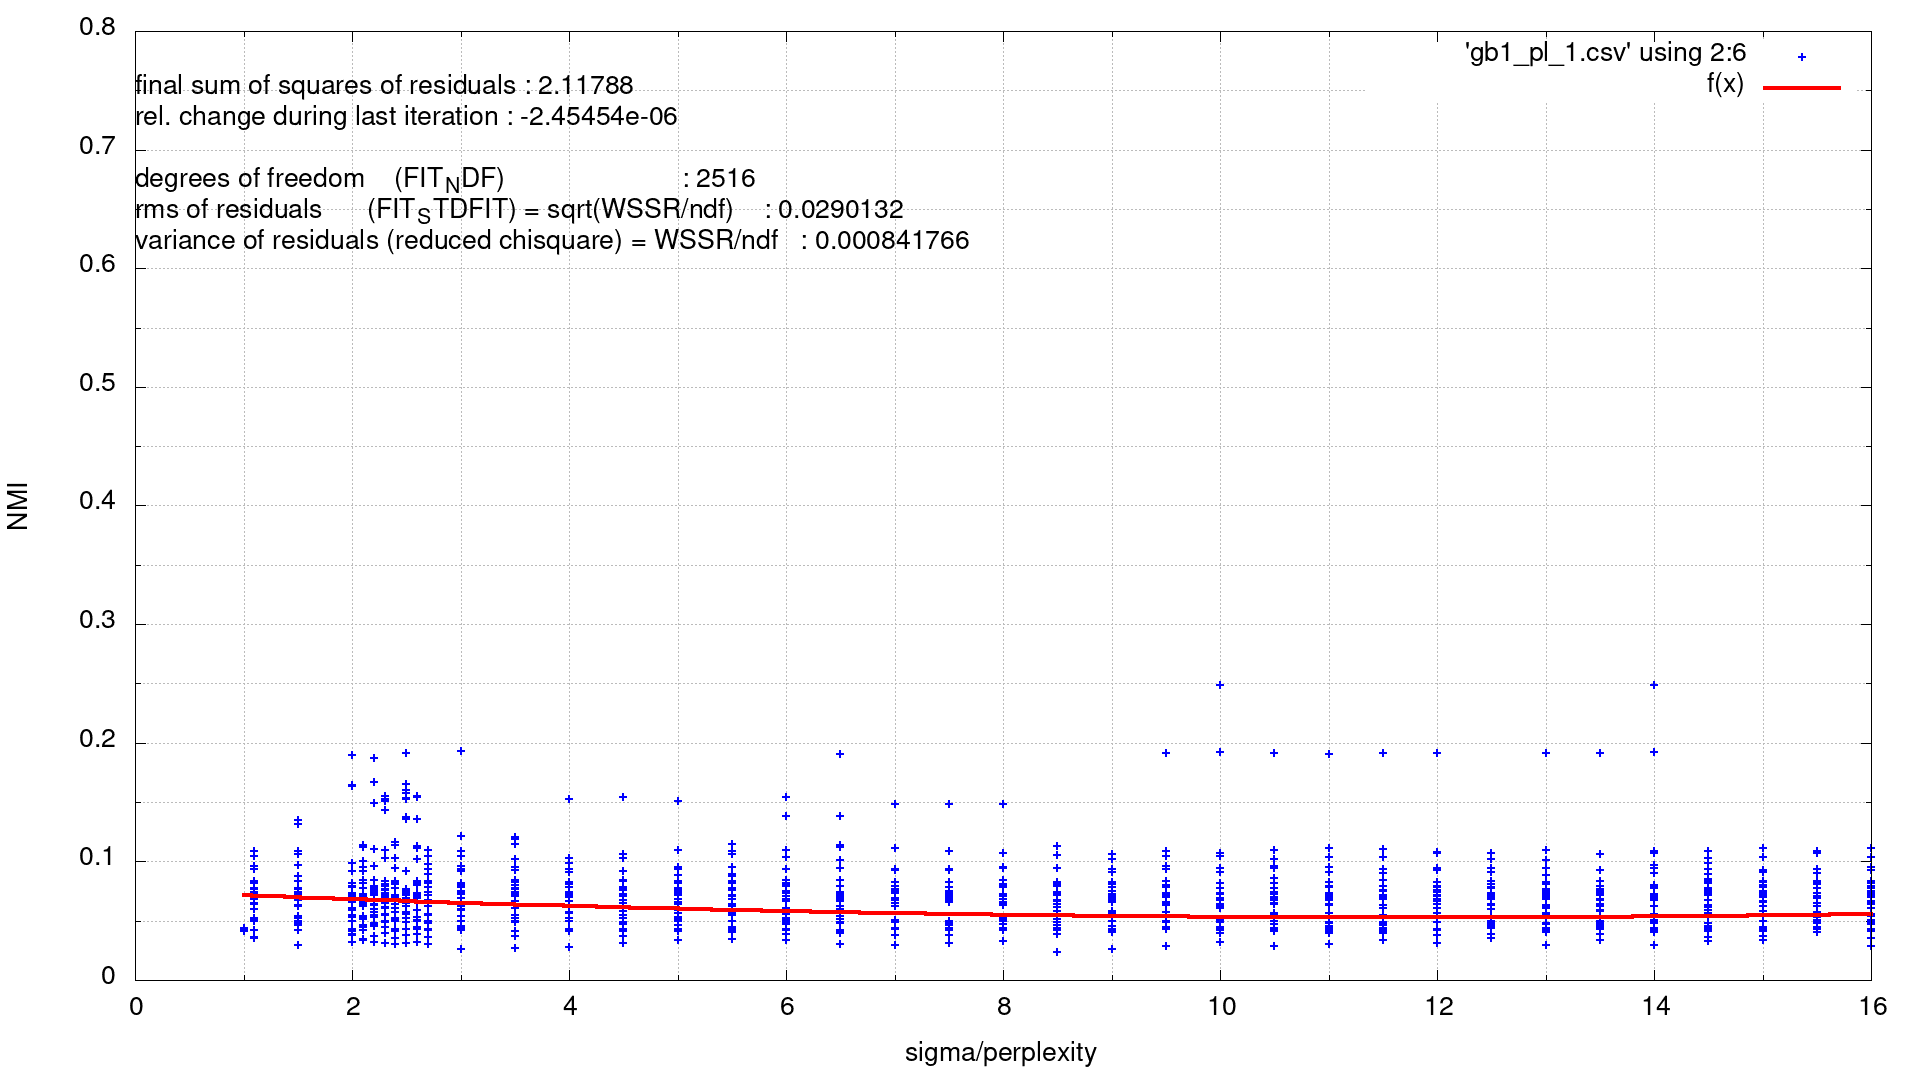 0.8
'gb1_pl_1.csv' using 2:6
f(x)
final sum of squares of residuals : 2.11788
rel. change during last iteration : -2.45454e-06
0.7
degrees of freedom (FIT_NDF) : 2516
rms of residuals (FIT_STDFIT) = sqrt(WSSR/ndf) : 0.0290132
variance of residuals (reduced chisquare) = WSSR/ndf : 0.000841766
0.6
0.5
0.4
NMI
0.3
0.2
0.1
0
0 2 4 6 8 10 12 14 16
sigma/perplexity